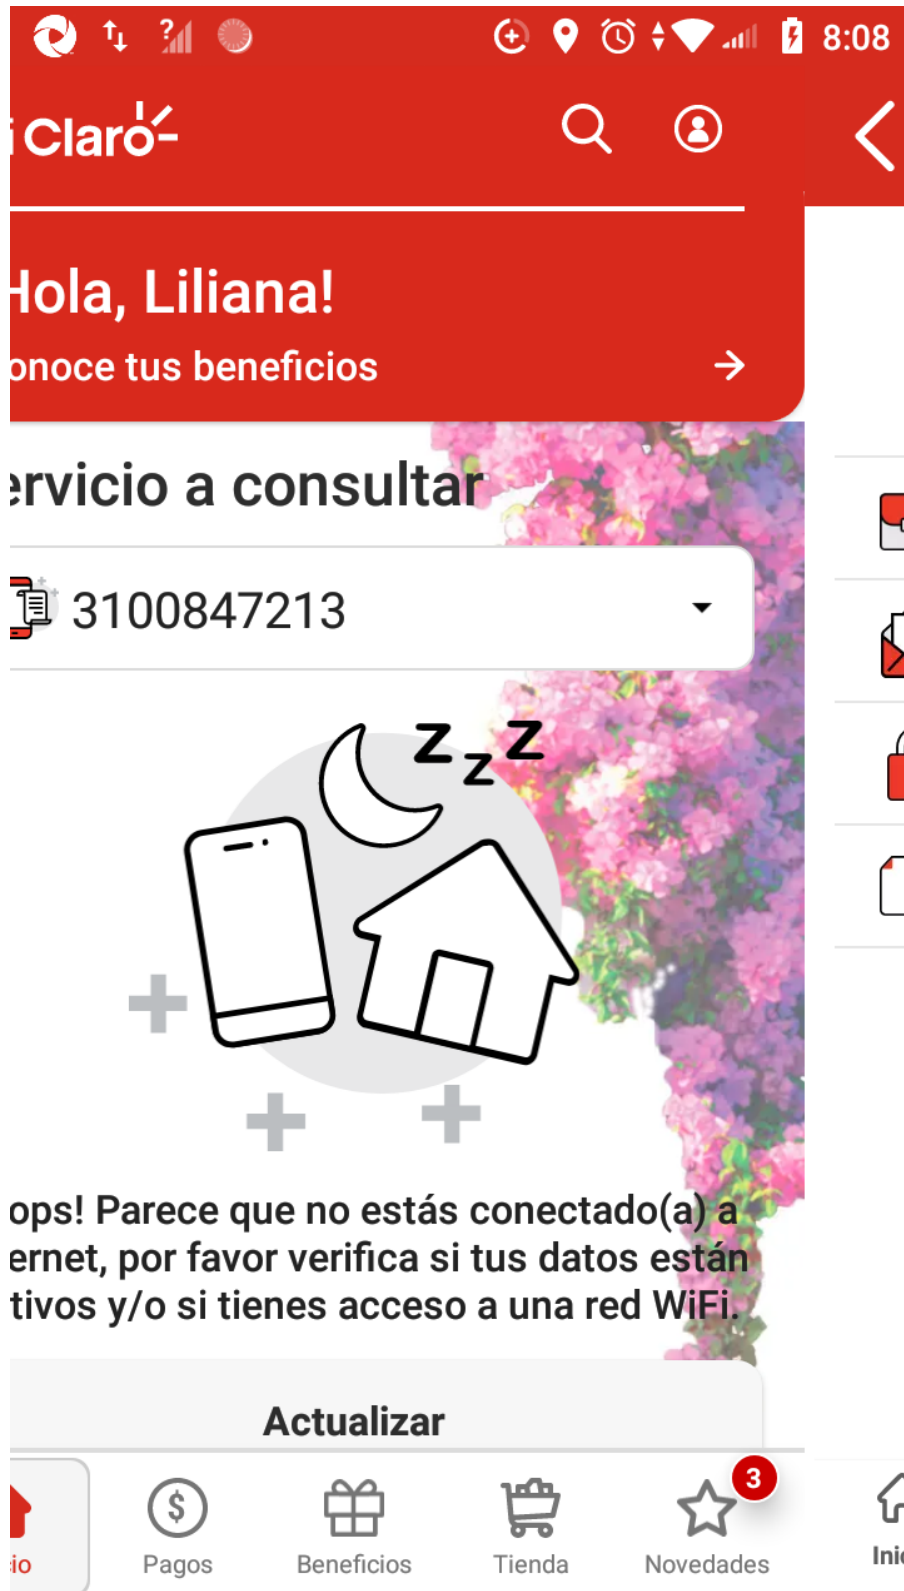 8:08
i Claro
Hola, Liliana!
onoce tus beneficios
ervicio a consultar
3100847213
z z z
ops! Parece que no estás conectado(a) a
ernet, por favor verifica si tus datos están
tivos y/o si tienes acceso a una red WiFi.
Actualizar
3
io
Pagos
Beneficios
Tienda
Novedades
Ini